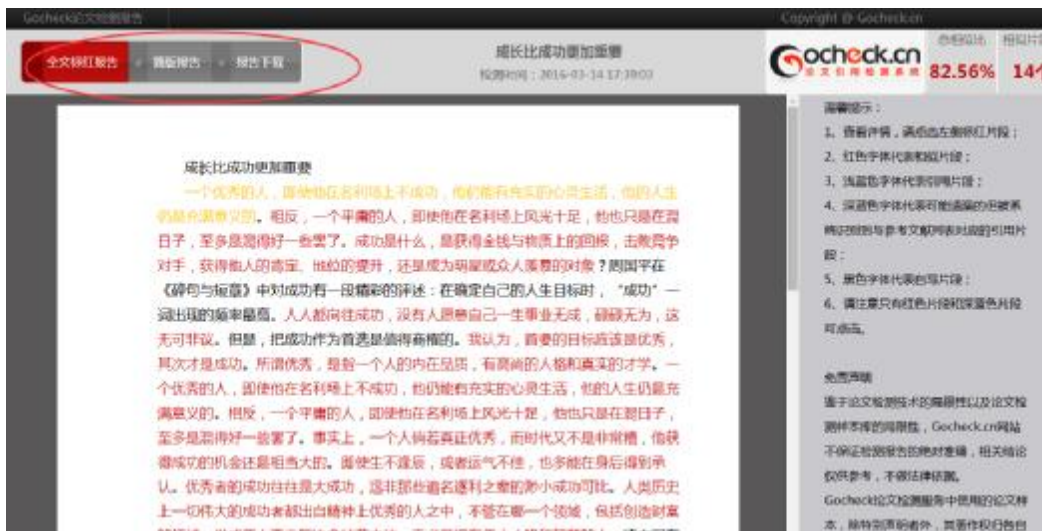 Gocheck论文检测报告
Copyright @ Gocheck.cn
全文标红报告
简版报告
报告下载
成长比成功更加重要
检测时间：2016-03-14 17:39:03
Gocheck.cn
论文引用检测系统
总相似比
82.56%
相似片段
14个
成长比成功更加重要
一个优秀的人，即使他在名利场上不成功，他仍能有充实的心灵生活，他的人生
仍是充满意义的。相反，一个平庸的人，即使他在名利场上风光十足，他也只是在混
日子，至多是混得好一些罢了。成功是什么，是获得金钱与物质上的回报，击败竞争
对手，获得他人的肯定、地位的提升，还是成为明星或众人羡慕的对象？周国平在
《碎句与短章》中对成功有一段精彩的评述：在确定自己的人生目标时，“成功”一
词出现的频率最高。人人都向往成功，没有人愿意自己一生事业无成，碌碌无为，这
无可非议。但是，把成功作为首选是值得商榷的。我认为，首要的目标应该是优秀，
其次才是成功。所谓优秀，是指一个人的内在品质，有高尚的人格和真实的才学。一
个优秀的人，即使他在名利场上不成功，他仍能有充实的心灵生活，他的人生仍是充
满意义的。相反，一个平庸的人，即使他在名利场上风光十足，他也只是在混日子，
至多是混得好一些罢了。事实上，一个人倘若真正优秀，而时代又不是非常糟，他获
得成功的机会还是相当大的。即使生不逢辰，或者运气不佳，也多能在身后得到承
认。优秀者的成功往往是大成功，远非那些追名逐利之辈的渺小成功可比。人类历史
上一切伟大的成功者都出自精神上优秀的人之中，不管在哪一个领域，包括创造财富
温馨提示：
1、查看详情，请点击左侧标红片段；
2、红色字体代表相似片段；
3、浅蓝色字体代表引用片段；
4、深蓝色字体代表可能遗漏的但被系
统识别到与参考文献列表对应的引用片
段；
5、黑色字体代表自写片段；
6、请注意只有红色片段和深蓝色片段
可点击。
免责声明
鉴于论文检测技术的局限性以及论文检
测样本库的局限性，Gocheck.cn网站
不保证检测报告的绝对准确，相关结论
仅供参考，不做法律依据。
Gocheck论文检测服务中使用的论文样
本，除特别声明者外，其著作权归各自